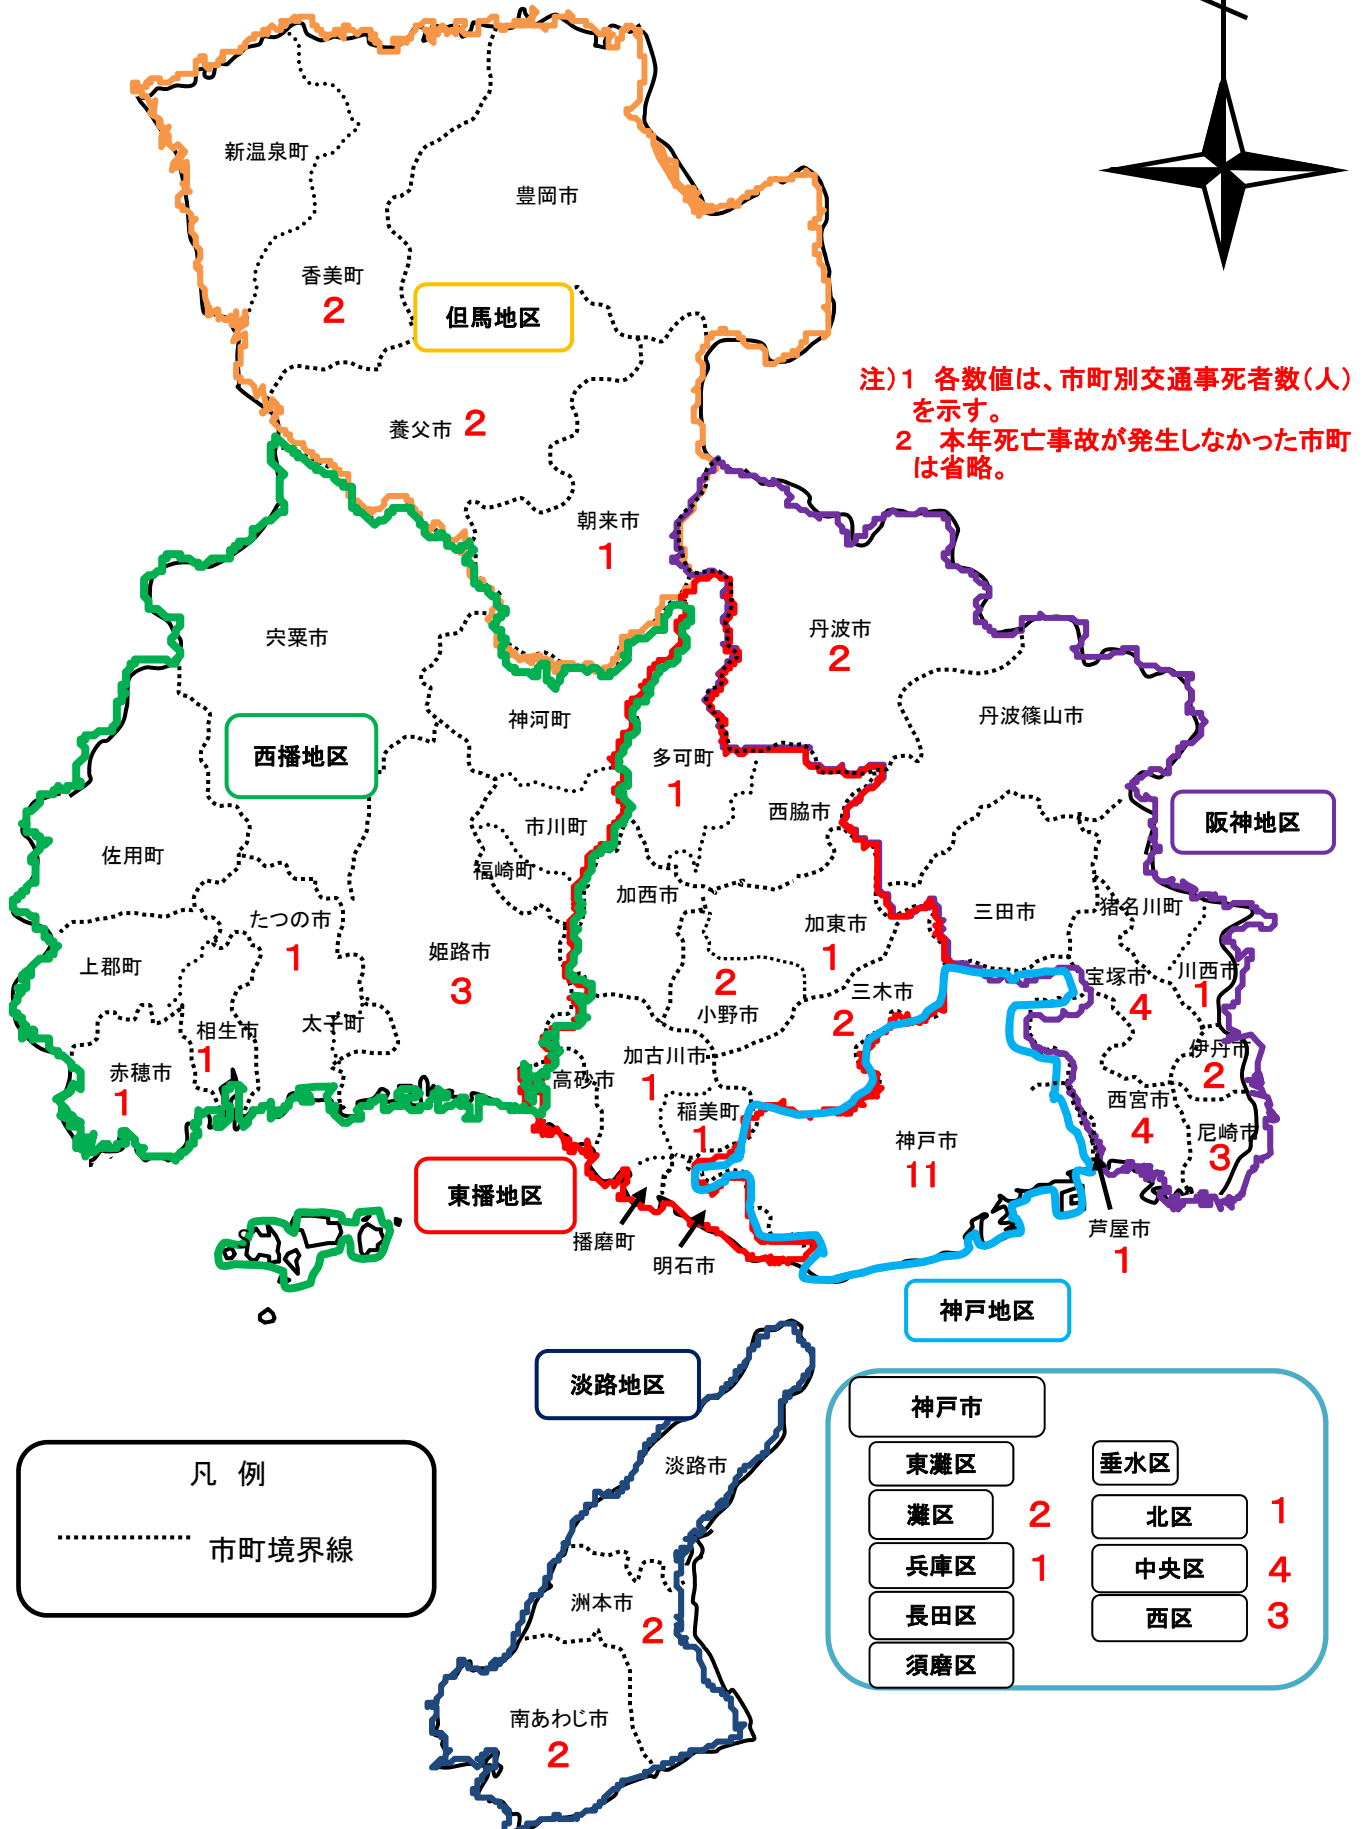 新温泉町
豊岡市
香美町
2
但馬地区
注)1 各数値は、市町別交通事死者数(人)
を示す。
2 本年死亡事故が発生しなかった市町
は省略。
養父市 2
朝来市
1
宍粟市
丹波市
2
神河町
丹波篠山市
西播地区
多可町
1
西脇市
阪神地区
市川町
佐用町
福崎町
加西市
たつの市
1
加東市
1
三田市
猪名川町
上郡町
姫路市
3
2
小野市
三木市
2
宝塚市
4
川西市
1
相生市
1
太子町
赤穂市
1
高砂市
加古川市
1
伊丹市
2
稲美町
1
西宮市
4
神戸市
11
尼崎市
3
東播地区
播磨町
明石市
芦屋市
1
神戸地区
淡路地区
淡路市
洲本市
2
南あわじ市
2
凡 例
市町境界線
神戸市
東灘区
垂水区
灘区 2
北区 1
兵庫区 1
中央区 4
長田区
西区 3
須磨区